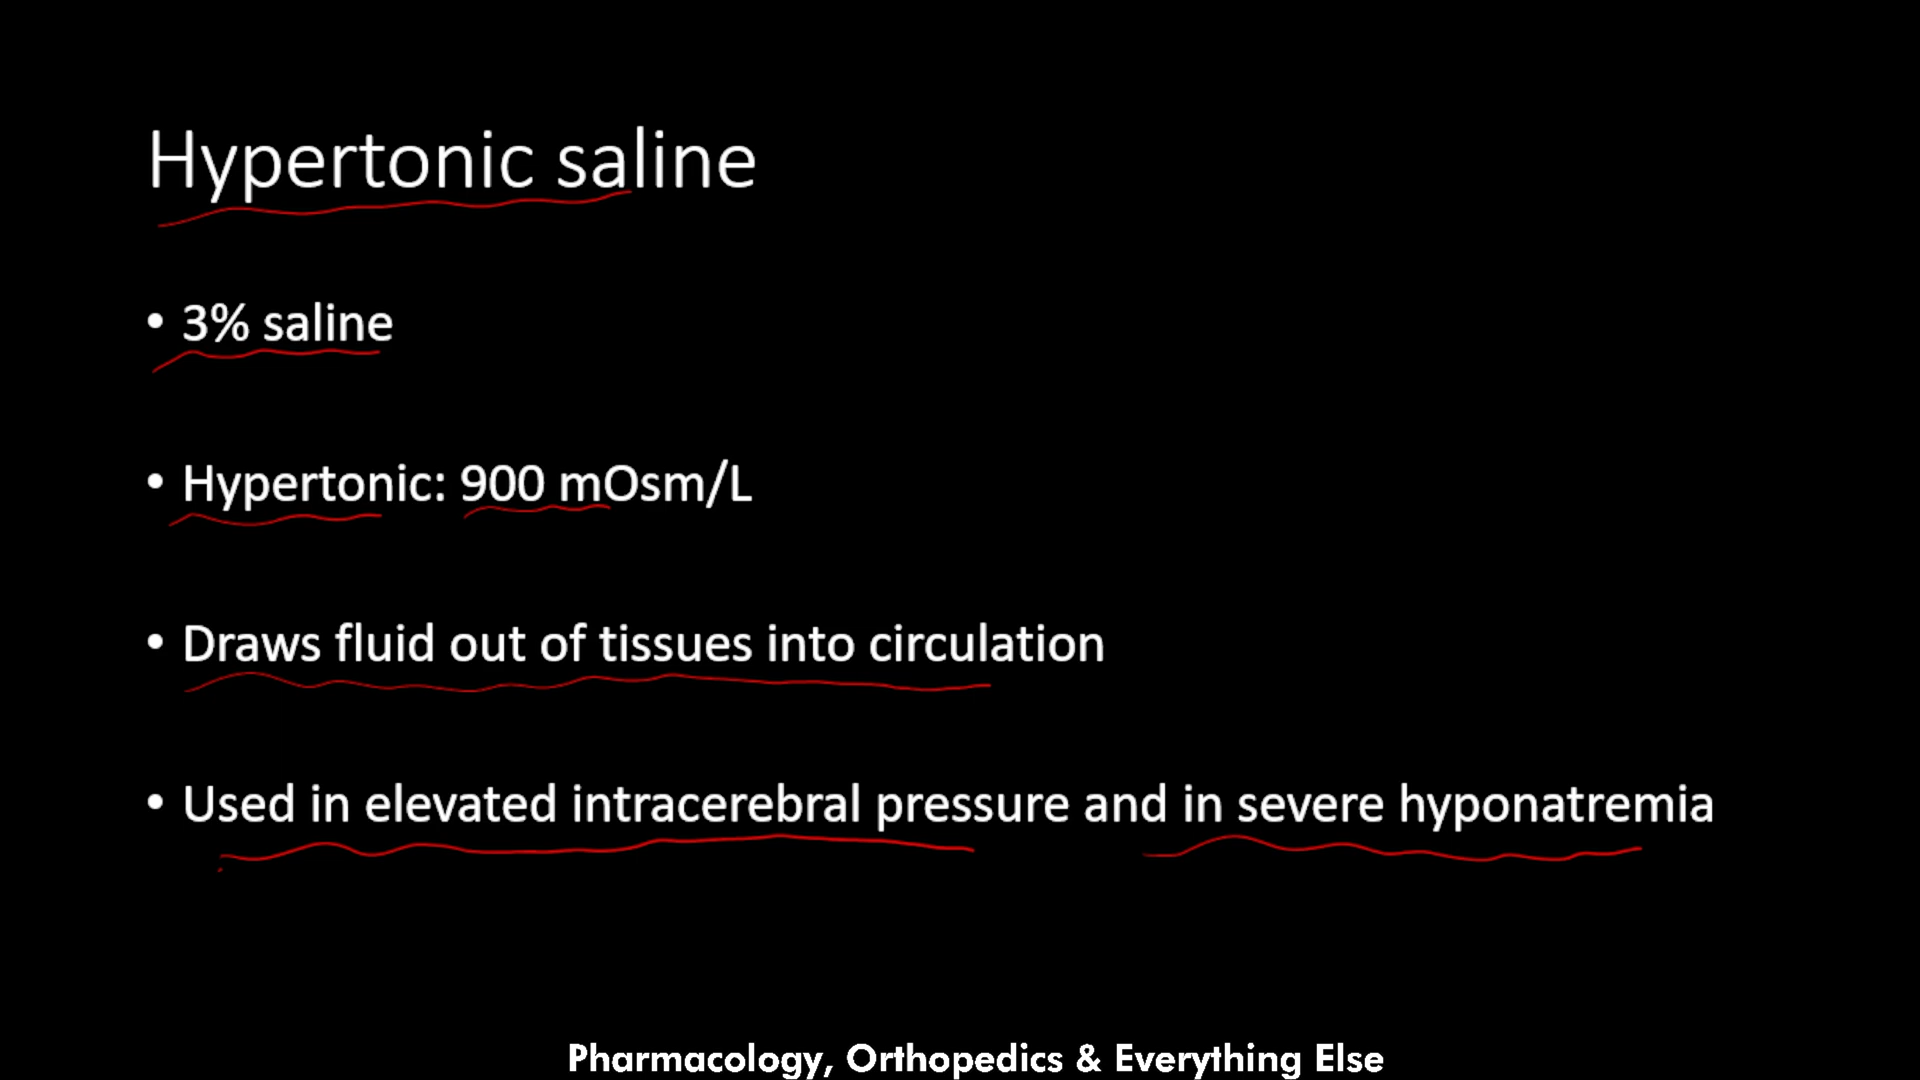 Hypertonic saline
• 3% saline
• Hypertonic: 900 mOsm/L
• Draws fluid out of tissues into circulation
• Used in elevated intracerebral pressure and in severe hyponatremia
Pharmacology, Orthopedics & Everything Else